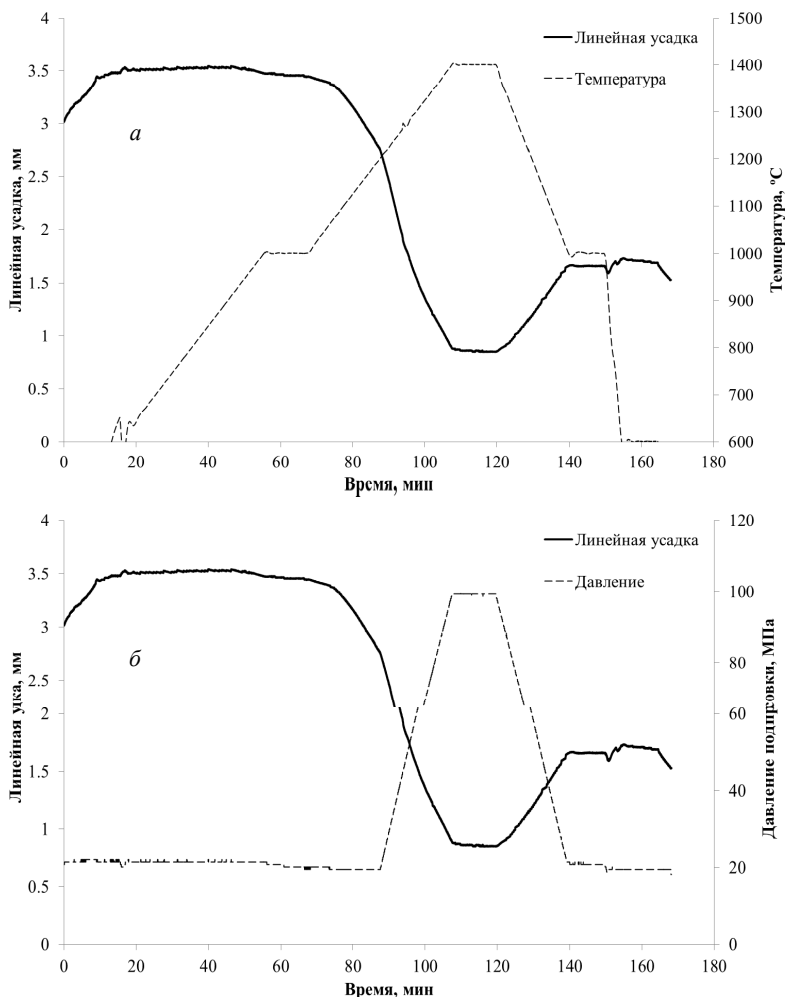 4
3.5
3
2.5
2
1.5
1
0.5
0
Линейная усадка, мм
а
Линейная усадка
Температура
1500
1400
1300
1200
1100
1000
900
800
700
600
Температура, ºС
0 20 40 60 80 100 120 140 160 180
Время, мин
4
3.5
3
2.5
2
1.5
1
0.5
0
Линейная
б
Линейная усадка
Давление
120
100
80
60
40
20
0
Давление МПа
0 20 40 60 80 100 120 140 160 180
Время, мин